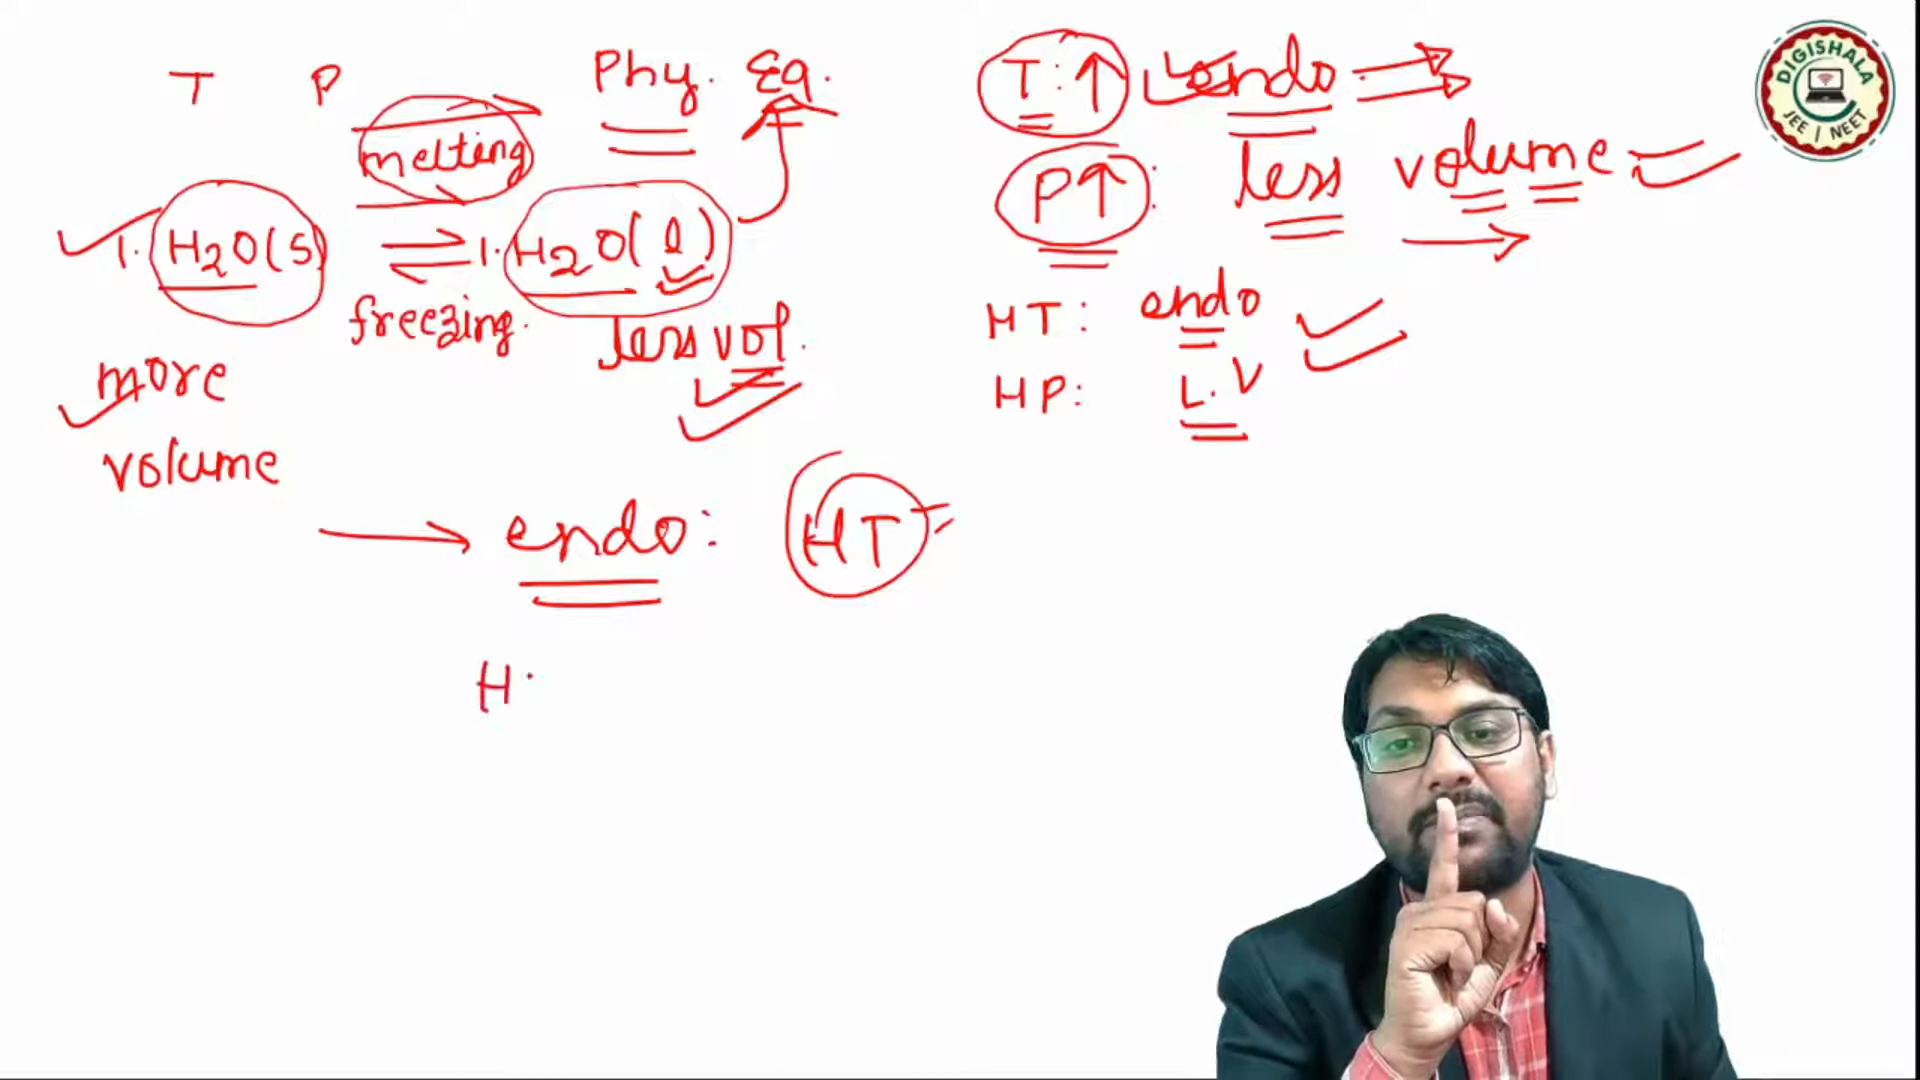 T P Phy. Eq.
melting
1. H2O(s) ⇌ 1. H2O(l)
freezing.
less vol.
more
volume
→ endo: HT
H.
T: ↑ endo →
P↑: less volume
→
HT: endo
HP: L.V
DIGISHALA
JEE | NEET